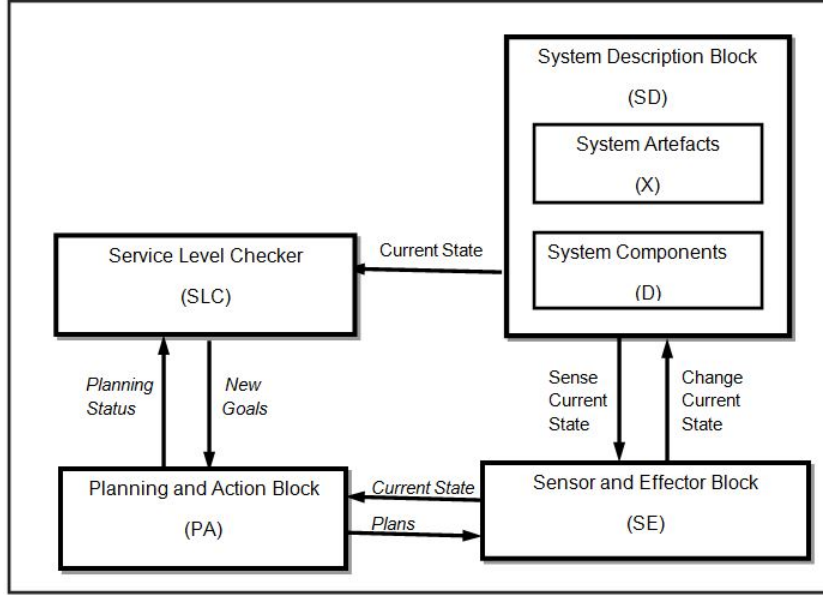 System Description Block
(SD)
System Artefacts
(X)
System Components
(D)
Service Level Checker
(SLC)
Current State
Planning
Status
New
Goals
Sense
Current
State
Change
Current
State
Planning and Action Block
(PA)
Current State
Plans
Sensor and Effector Block
(SE)